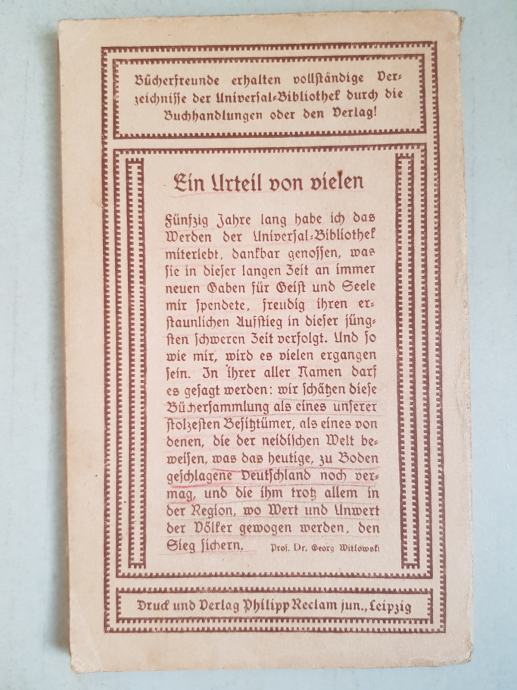 Bücherfreunde erhalten vollständige Ver-
zeichnisse der Universal-Bibliothek durch die
Buchhandlungen oder den Verlag!
Ein Urteil von vielen
Fünfzig Jahre lang habe ich das
Werden der Universal-Bibliothek
miterlebt, dankbar genossen, was
sie in dieser langen Zeit an immer
neuen Gaben für Geist und Seele
mir spendete, freudig ihren er-
staunlichen Aufstieg in dieser jüng-
sten schweren Zeit verfolgt. Und so
wie mir, wird es vielen ergangen
sein. In ihrer aller Namen darf
es gesagt werden: wir schätzen diese
Büchersammlung als eines unserer
stolzesten Besitztümer, als eines von
denen, die der neidischen Welt be-
weisen, was das heutige, zu Boden
geschlagene Deutschland noch ver-
mag, und die ihm trotz allem in
der Region, wo Wert und Unwert
der Völker gewogen werden, den
Sieg sichern. Prof. Dr. Georg Witkowski
Druck und Verlag Philipp Reclam jun., Leipzig